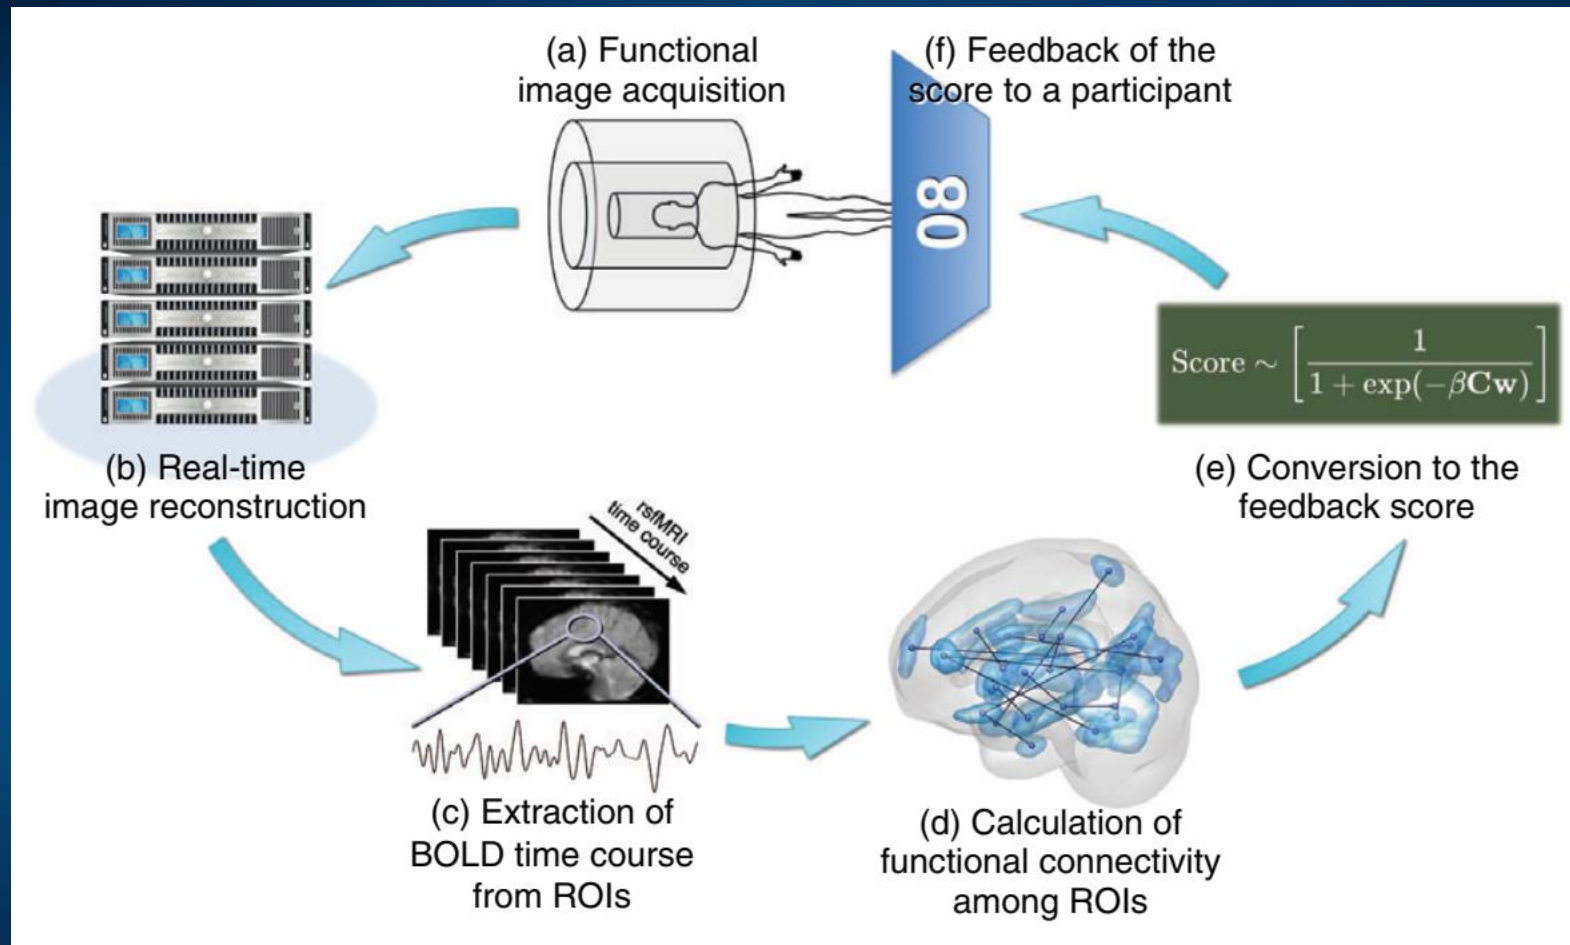 (a) Functional
image acquisition
(f) Feedback of the
score to a participant
80
Score ∼ [ 1 / (1 + exp(−β**Cw**)) ]
(b) Real-time
image reconstruction
rsfMRI
time course
(e) Conversion to the
feedback score
(c) Extraction of
BOLD time course
from ROIs
(d) Calculation of
functional connectivity
among ROIs